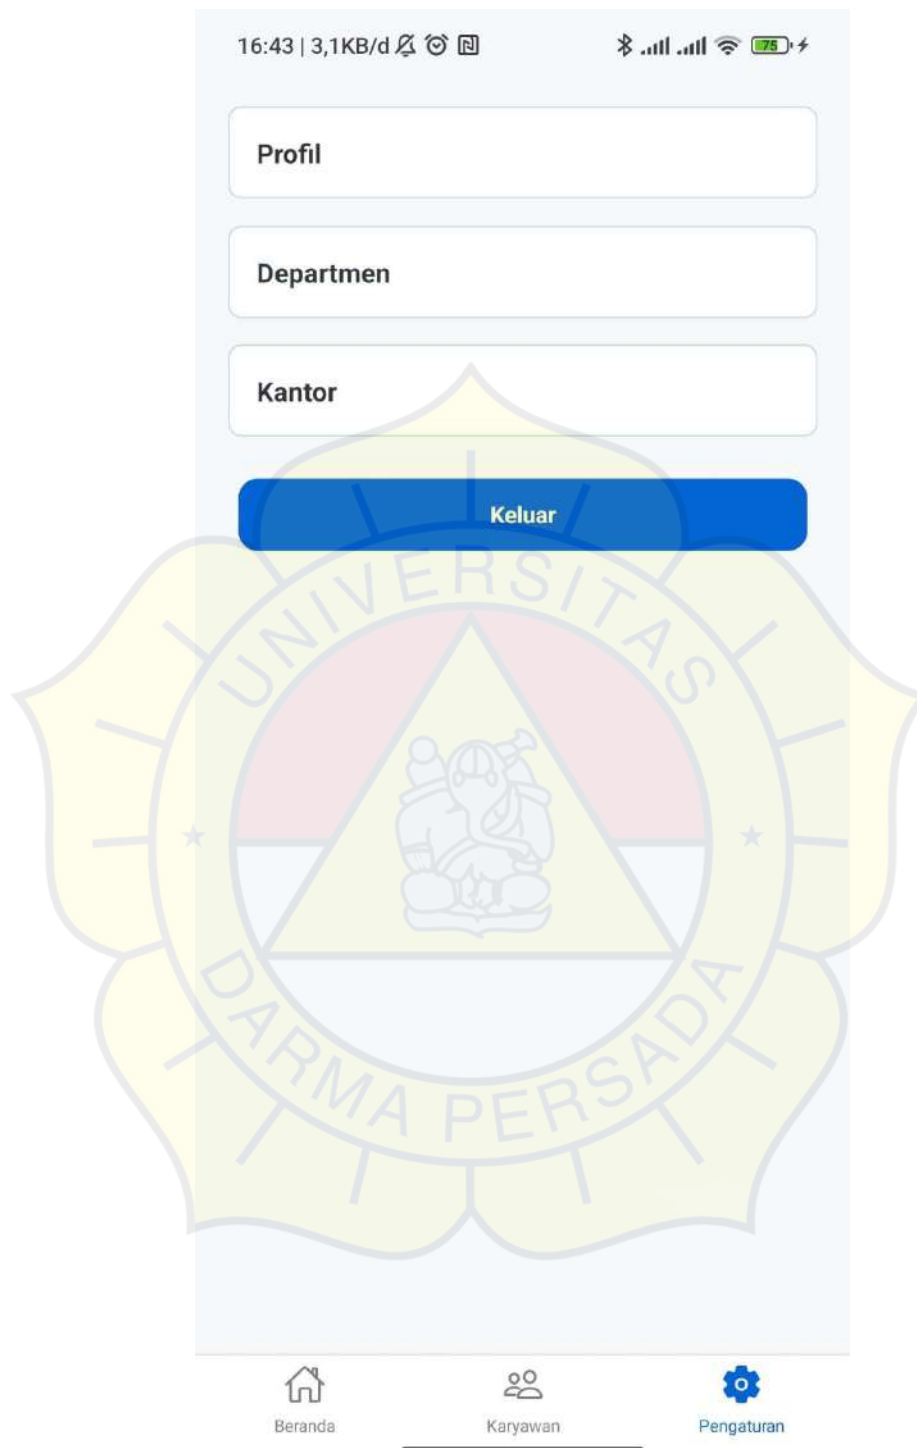 16:43 | 3,1KB/d
75
Profil
Departmen
Kantor
Keluar
UNIVERSITAS
DARMA PERSADA
Beranda
Karyawan
Pengaturan